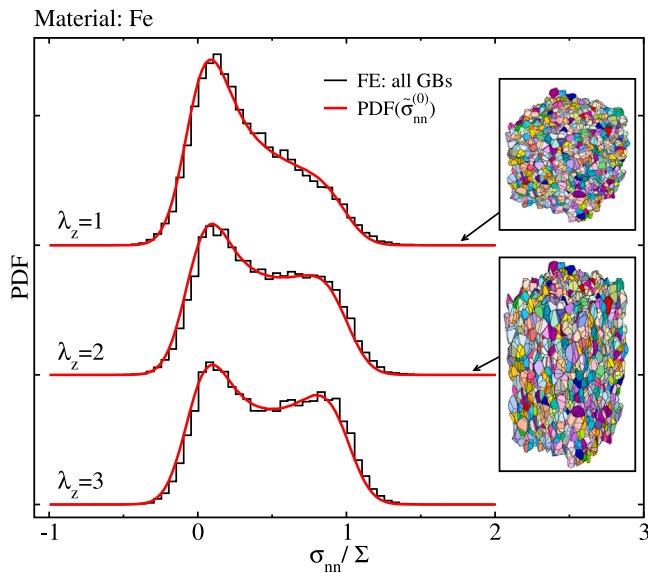 Material: Fe
FE: all GBs
PDF(σ̃nn(0))
λz=1
λz=2
λz=3
PDF
-1 0 1 2 3
σnn/ Σ